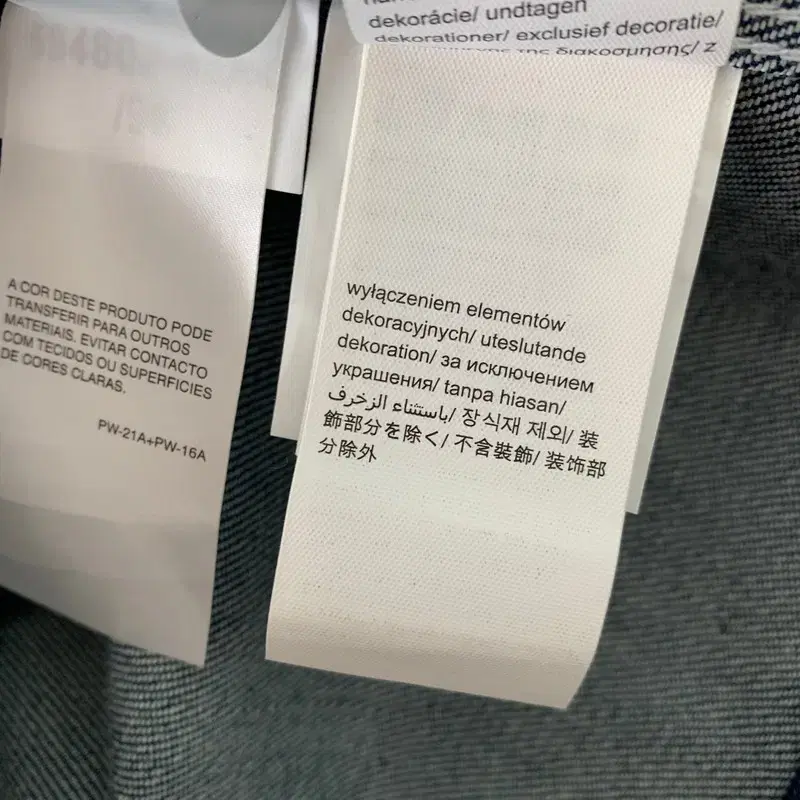 A COR DESTE PRODUTO PODE
TRANSFERIR PARA OUTROS
MATERIAIS. EVITAR CONTACTO
COM TECIDOS OU SUPERFICIES
DE CORES CLARAS.
PW-21A+PW-16A
dekorācie/ undtagen
dekorationer/ exclusief decoratie/
της διακοσμησης/ z
wyłączeniem elementów
dekoracyjnych/ uteslutande
dekoration/ за исключением
украшения/ tanpa hiasan/
باستثناء الزخرف/ 장식재 제외/ 装
飾部分を除く/ 不含裝飾/ 装饰部
分除外